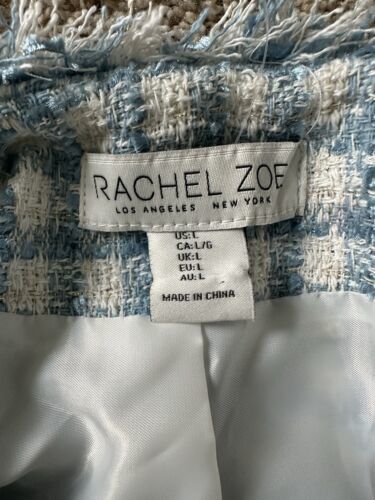 RACHEL ZOE
LOS ANGELES NEW YORK
US:L
CA:L/G
UK:L
EU:L
AU:L
MADE IN CHINA